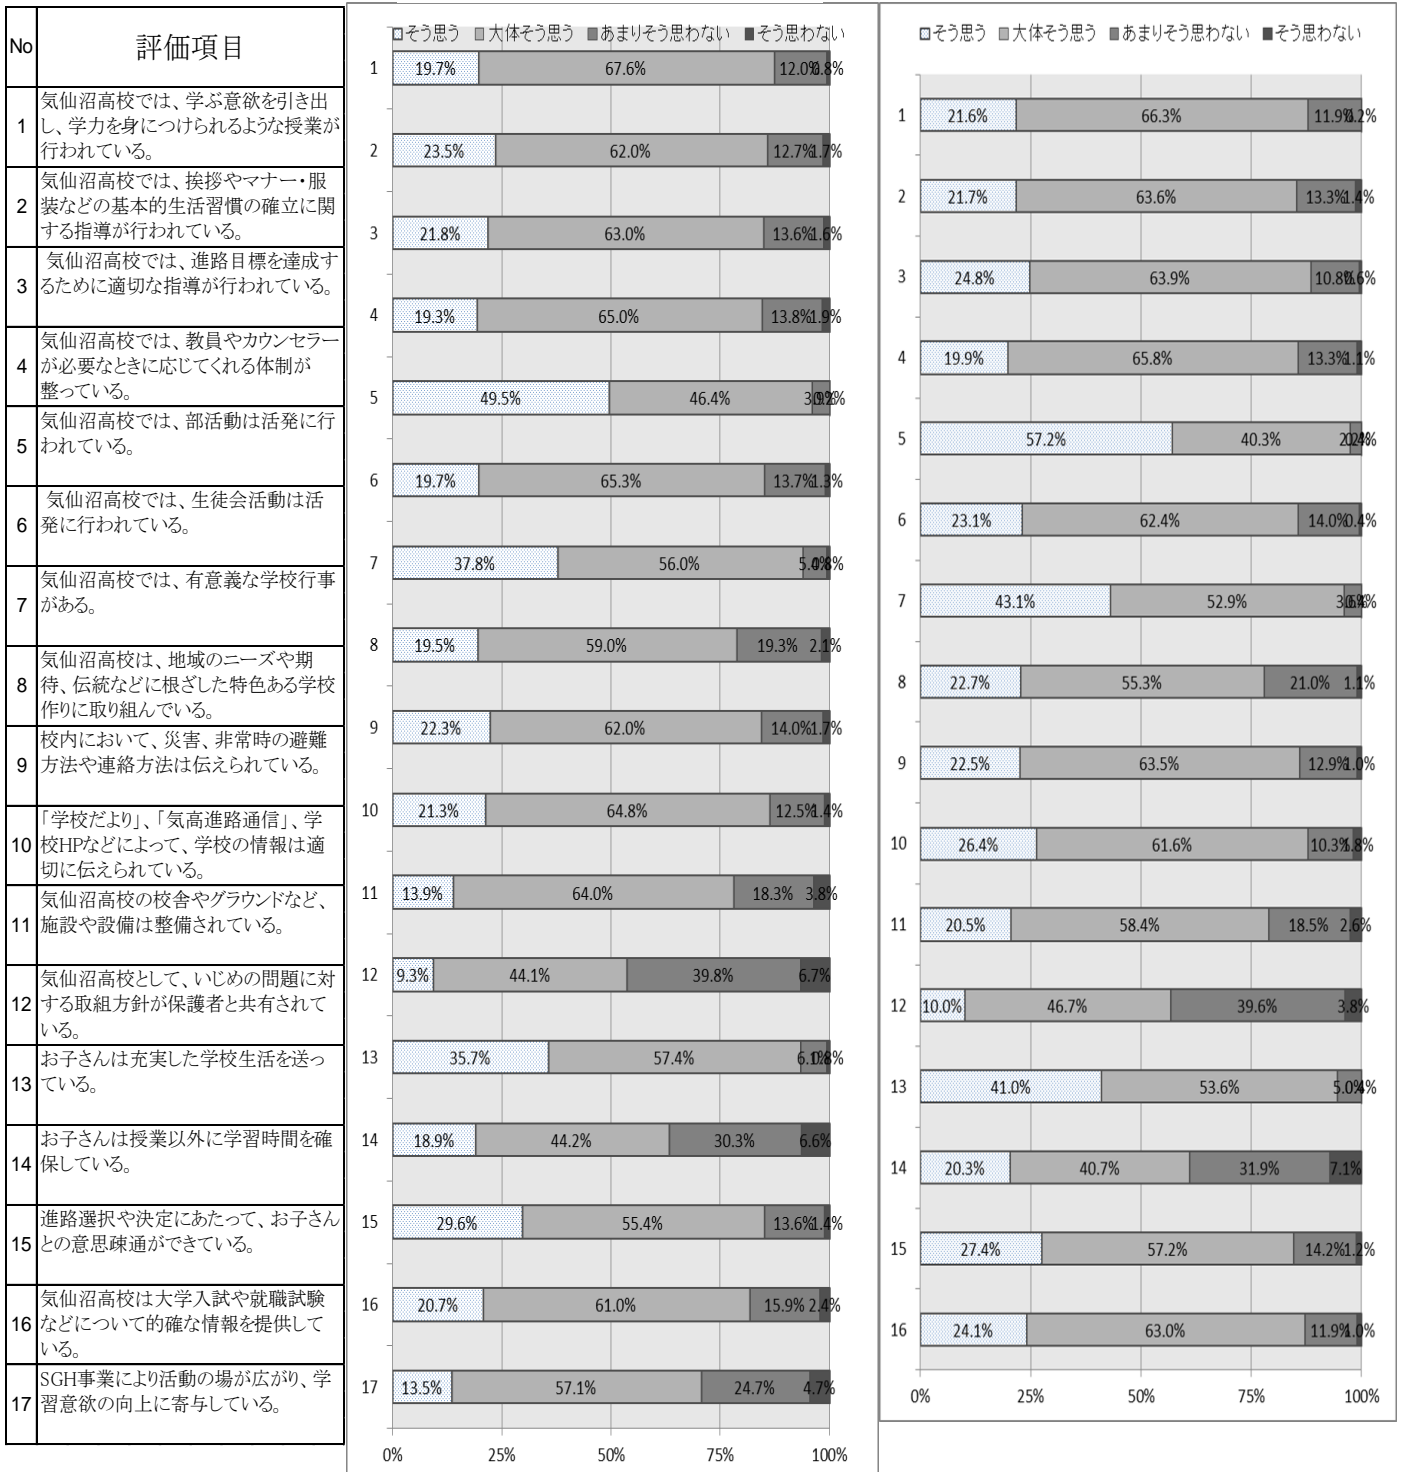 No 評価項目
1 気仙沼高校では、学ぶ意欲を引き出
し、学力を身につけられるような授業が
行われている。
2 気仙沼高校では、挨拶やマナー・服
装などの基本的生活習慣の確立に関
する指導が行われている。
3 気仙沼高校では、進路目標を達成す
るために適切な指導が行われている。
4 気仙沼高校では、教員やカウンセラー
が必要なときに応じてくれる体制が
整っている。
5 気仙沼高校では、部活動は活発に行
われている。
6 気仙沼高校では、生徒会活動は活
発に行われている。
7 気仙沼高校では、有意義な学校行事
がある。
8 気仙沼高校は、地域のニーズや期
待、伝統などに根ざした特色ある学校
作りに取り組んでいる。
9 校内において、災害、非常時の避難
方法や連絡方法は伝えられている。
10 「学校だより」、「気高進路通信」、学
校HPなどによって、学校の情報は適
切に伝えられている。
11 気仙沼高校の校舎やグラウンドなど、
施設や設備は整備されている。
12 気仙沼高校として、いじめの問題に対
する取組方針が保護者と共有されて
いる。
13 お子さんは充実した学校生活を送っ
ている。
14 お子さんは授業以外に学習時間を確
保している。
15 進路選択や決定にあたって、お子さん
との意思疎通ができている。
16 気仙沼高校は大学入試や就職試験
などについて的確な情報を提供して
いる。
17 SGH事業により活動の場が広がり、学
習意欲の向上に寄与している。
そう思う 大体そう思う あまりそう思わない そう思わない
1 19.7% 67.6% 12.0% 0.8%
2 23.5% 62.0% 12.7% 1.7%
3 21.8% 63.0% 13.6% 1.6%
4 19.3% 65.0% 13.8% 1.9%
5 49.5% 46.4% 3.9% 0.2%
6 19.7% 65.3% 13.7% 1.3%
7 37.8% 56.0% 5.4% 0.8%
8 19.5% 59.0% 19.3% 2.1%
9 22.3% 62.0% 14.0% 1.7%
10 21.3% 64.8% 12.5% 1.4%
11 13.9% 64.0% 18.3% 3.8%
12 9.3% 44.1% 39.8% 6.7%
13 35.7% 57.4% 6.1% 0.8%
14 18.9% 44.2% 30.3% 6.6%
15 29.6% 55.4% 13.6% 1.4%
16 20.7% 61.0% 15.9% 2.4%
17 13.5% 57.1% 24.7% 4.7%
0% 25% 50% 75% 100%
そう思う 大体そう思う あまりそう思わない そう思わない
1 21.6% 66.3% 11.9% 0.2%
2 21.7% 63.6% 13.3% 1.4%
3 24.8% 63.9% 10.8% 0.6%
4 19.9% 65.8% 13.3% 1.1%
5 57.2% 40.3% 2.2% 0.4%
6 23.1% 62.4% 14.0% 0.4%
7 43.1% 52.9% 3.6% 0.4%
8 22.7% 55.3% 21.0% 1.1%
9 22.5% 63.5% 12.9% 1.0%
10 26.4% 61.6% 10.3% 1.8%
11 20.5% 58.4% 18.5% 2.6%
12 10.0% 46.7% 39.6% 3.8%
13 41.0% 53.6% 5.0% 0.4%
14 20.3% 40.7% 31.9% 7.1%
15 27.4% 57.2% 14.2% 1.2%
16 24.1% 63.0% 11.9% 1.0%
0% 25% 50% 75% 100%